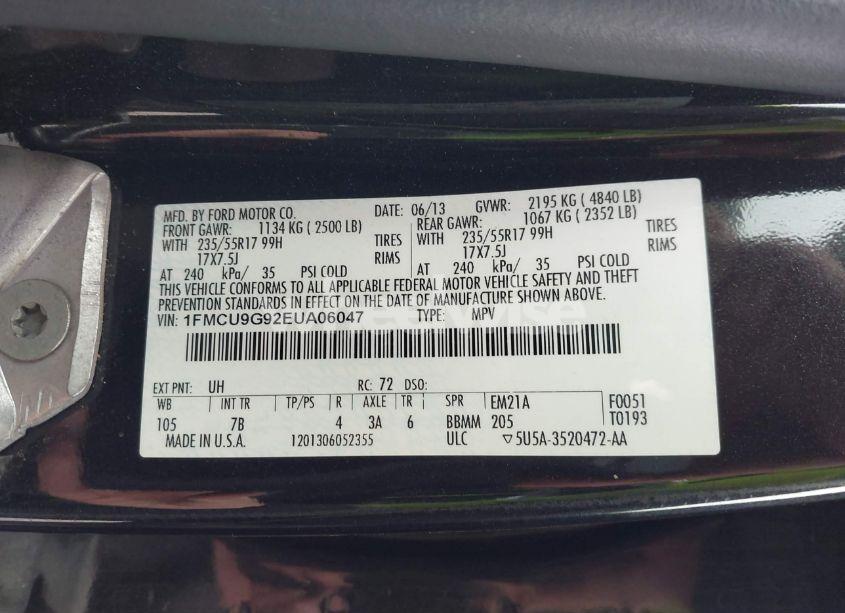 MFD. BY FORD MOTOR CO. DATE: 06/13 GVWR: 2195 KG ( 4840 LB)
FRONT GAWR: 1134 KG ( 2500 LB) REAR GAWR: 1067 KG ( 2352 LB)
WITH 235/55R17 99H TIRES WITH 235/55R17 99H TIRES
17X7.5J RIMS 17X7.5J RIMS
AT 240 kPa/ 35 PSI COLD AT 240 kPa/ 35 PSI COLD
THIS VEHICLE CONFORMS TO ALL APPLICABLE FEDERAL MOTOR VEHICLE SAFETY AND THEFT
PREVENTION STANDARDS IN EFFECT ON THE DATE OF MANUFACTURE SHOWN ABOVE.
VIN: 1FMCU9G92EUA06047 TYPE: MPV
EXT PNT: UH RC: 72 DSO:
WB INT TR TP/PS R AXLE TR SPR EM21A F0051
105 7B 4 3A 6 BBMM 205 T0193
MADE IN U.S.A. 1201306052355 ULC ▽5U5A-3520472-AA